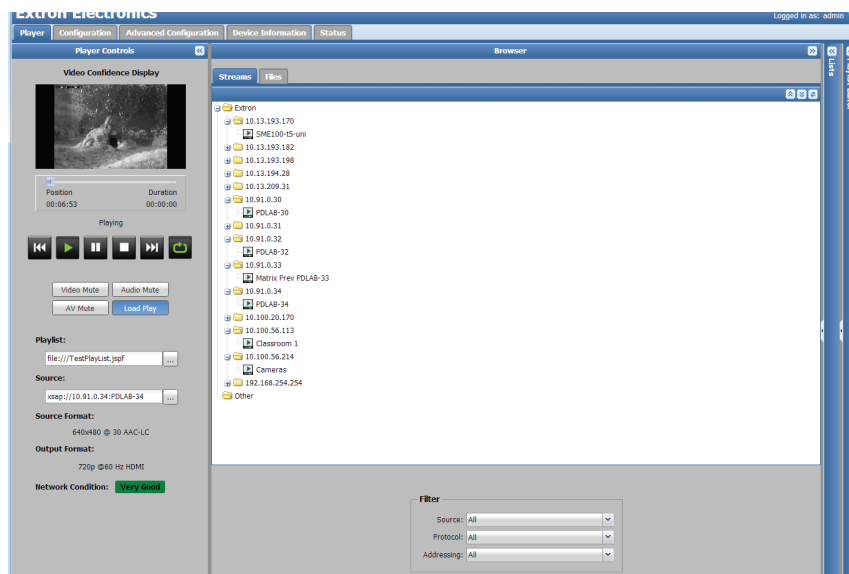 Extron Electronics
Logged in as: admin
Player Configuration Advanced Configuration Device Information Status
Player Controls
Video Confidence Display
Position Duration
00:06:53 00:00:00
Playing
Video Mute Audio Mute
AV Mute Load Play
Playlist:
file:///TestPlayList.jspf ...
Source:
xsap://10.91.0.34:PDLAB-34 ...
Source Format:
640x480 @ 30 AAC-LC
Output Format:
720p @60 Hz HDMI
Network Condition: Very Good
Browser
Streams Files
Extron
10.13.193.170
SME100-t5-uni
10.13.193.182
10.13.193.198
10.13.194.28
10.13.209.31
10.91.0.30
PDLAB-30
10.91.0.31
10.91.0.32
PDLAB-32
10.91.0.33
Matrix Prev PDLAB-33
10.91.0.34
PDLAB-34
10.100.20.170
10.100.56.113
Classroom 1
10.100.56.214
Cameras
192.168.254.254
Other
Filter
Source: All
Protocol: All
Addressing: All
Lists